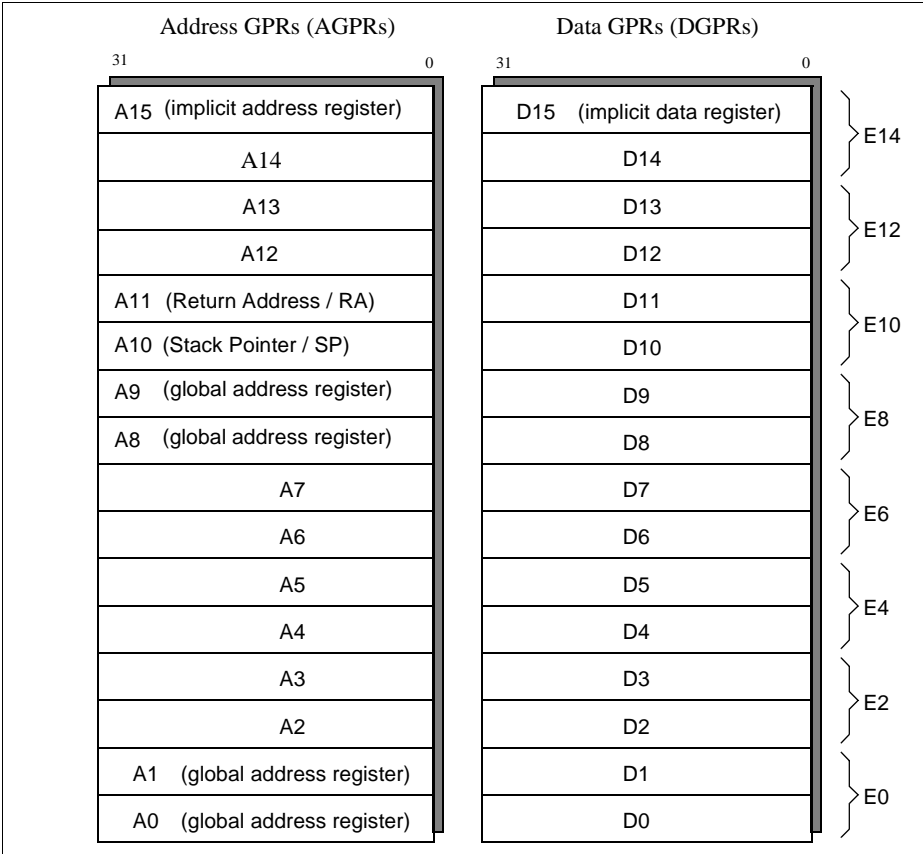 Address GPRs (AGPRs) Data GPRs (DGPRs)
31 0 31 0
A15 (implicit address register) D15 (implicit data register)
E14
A14 D14
A13 D13
E12
A12 D12
A11 (Return Address / RA) D11
E10
A10 (Stack Pointer / SP) D10
A9 (global address register) D9
E8
A8 (global address register) D8
A7 D7
E6
A6 D6
A5 D5
E4
A4 D4
A3 D3
E2
A2 D2
A1 (global address register) D1
E0
A0 (global address register) D0